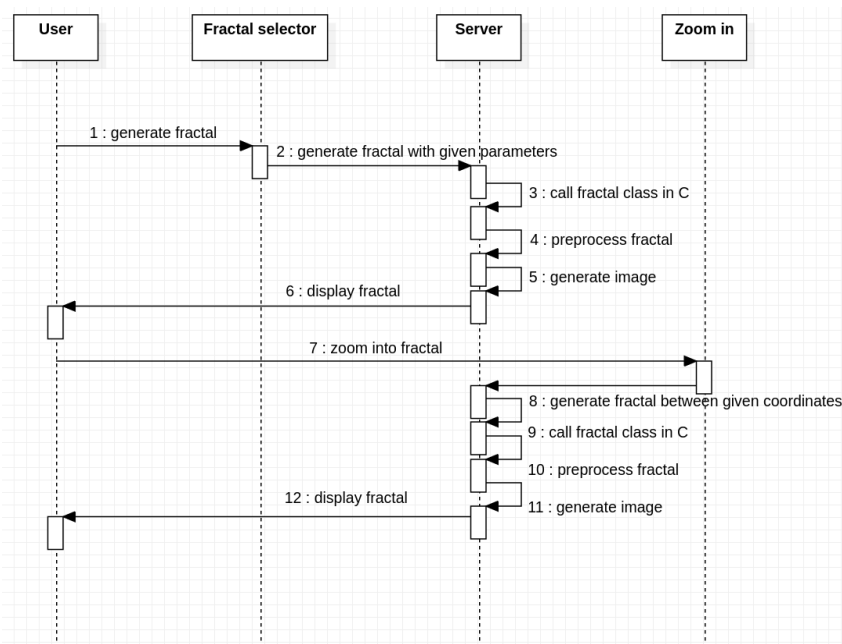 User
Fractal selector
Server
Zoom in
1 : generate fractal
2 : generate fractal with given parameters
3 : call fractal class in C
4 : preprocess fractal
5 : generate image
6 : display fractal
7 : zoom into fractal
8 : generate fractal between given coordinates
9 : call fractal class in C
10 : preprocess fractal
12 : display fractal
11 : generate image